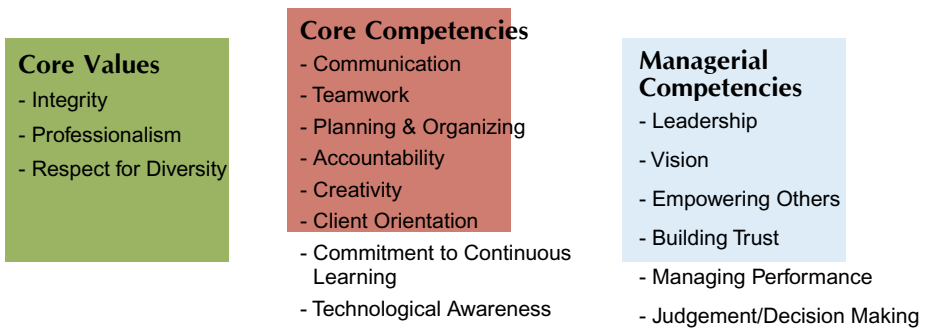 Core Values
- Integrity
- Professionalism
- Respect for Diversity
Core Competencies
- Communication
- Teamwork
- Planning & Organizing
- Accountability
- Creativity
- Client Orientation
- Commitment to Continuous
Learning
- Technological Awareness
Managerial
Competencies
- Leadership
- Vision
- Empowering Others
- Building Trust
- Managing Performance
- Judgement/Decision Making